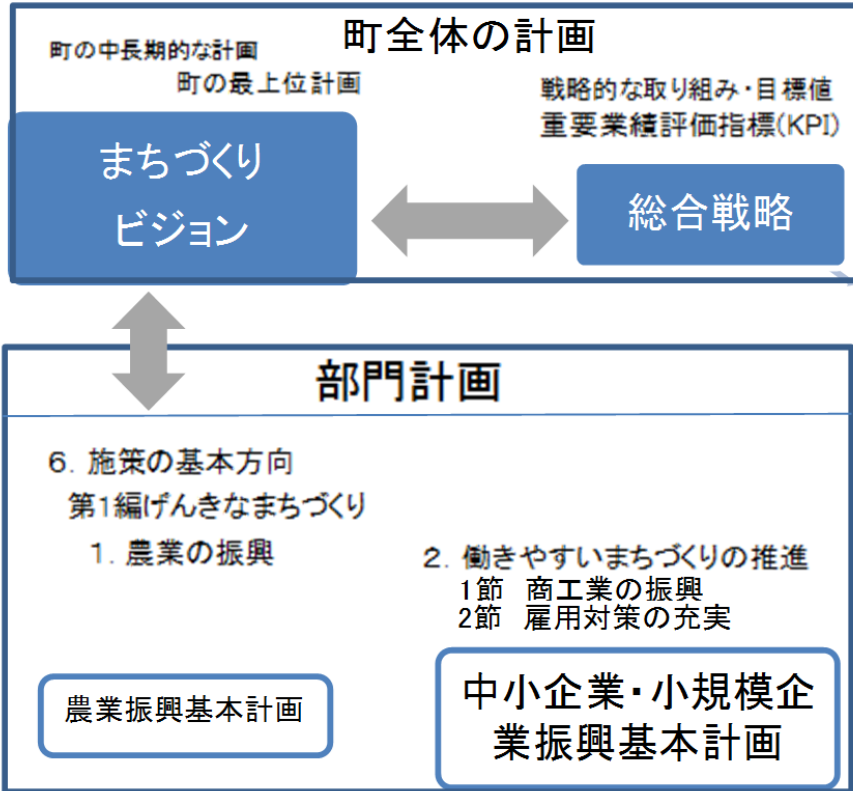 町全体の計画
町の中長期的な計画
町の最上位計画
戦略的な取り組み・目標値
重要業績評価指標(KPI)
まちづくり
ビジョン
総合戦略
部門計画
6. 施策の基本方向
第1編げんきなまちづくり
1. 農業の振興
2. 働きやすいまちづくりの推進
1節 商工業の振興
2節 雇用対策の充実
農業振興基本計画
中小企業・小規模企
業振興基本計画